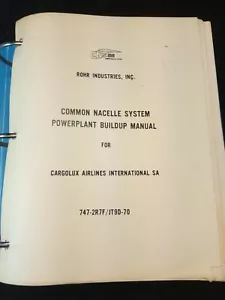 ROHR INDUSTRIES, INC.
COMMON NACELLE SYSTEM
POWERPLANT BUILDUP MANUAL
FOR
CARGOLUX AIRLINES INTERNATIONAL SA
747-2R7F/JT9D-70